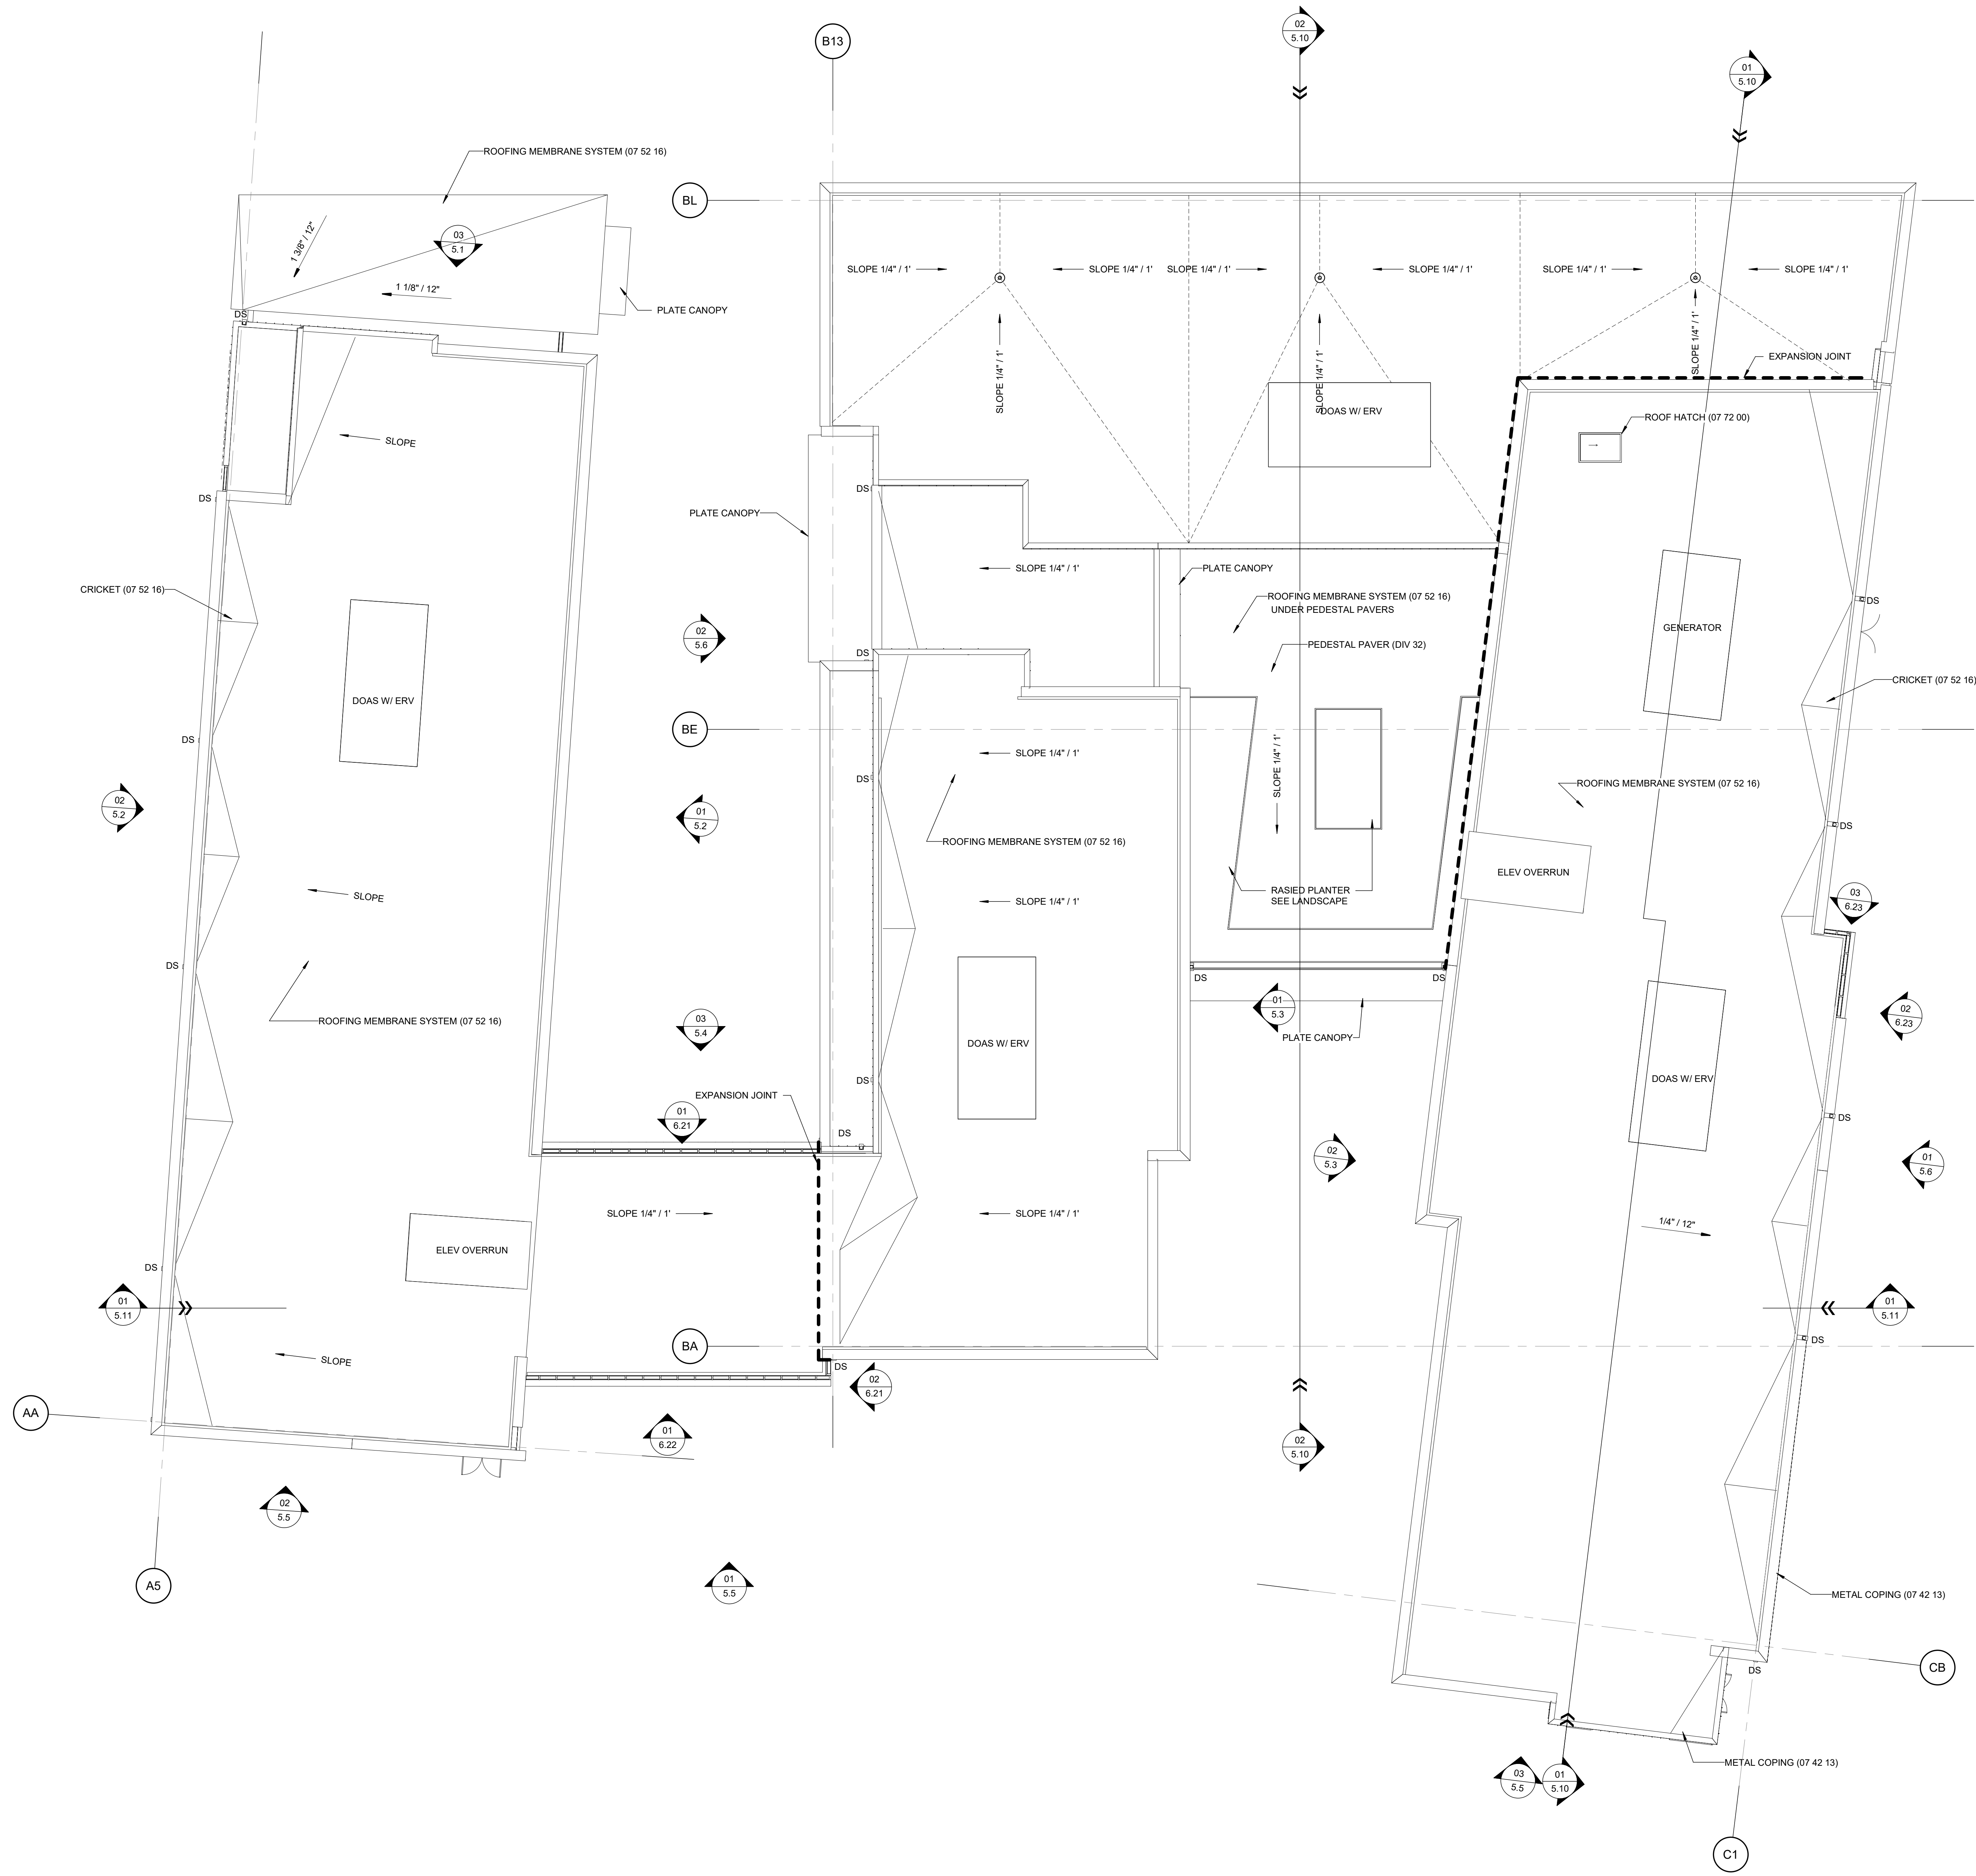 B13
02
5.10
01
5.10
ROOFING MEMBRANE SYSTEM (07 52 16)
BL
03
5.1
1 3/8" / 12"
1 1/8" / 12"
PLATE CANOPY
DS
SLOPE 1/4" / 1'
SLOPE 1/4" / 1'
SLOPE 1/4" / 1'
SLOPE 1/4" / 1'
SLOPE 1/4" / 1'
SLOPE 1/4" / 1'
SLOPE 1/4" / 1'
SLOPE 1/4" / 1'
SLOPE 1/4" / 1'
EXPANSION JOINT
DOAS W/ ERV
ROOF HATCH (07 72 00)
SLOPE
DS
DS
PLATE CANOPY
SLOPE 1/4" / 1'
PLATE CANOPY
CRICKET (07 52 16)
ROOFING MEMBRANE SYSTEM (07 52 16)
UNDER PEDESTAL PAVERS
DS
GENERATOR
02
5.6
PEDESTAL PAVER (DIV 32)
DS
CRICKET (07 52 16)
DOAS W/ ERV
BE
DS
SLOPE 1/4" / 1'
SLOPE 1/4" / 1'
DS
ROOFING MEMBRANE SYSTEM (07 52 16)
02
5.2
01
5.2
DS
ROOFING MEMBRANE SYSTEM (07 52 16)
ELEV OVERRUN
RASIED PLANTER
SEE LANDSCAPE
SLOPE
SLOPE 1/4" / 1'
03
6.23
DS
DS
DS
01
5.3
02
6.23
ROOFING MEMBRANE SYSTEM (07 52 16)
03
5.4
PLATE CANOPY
DOAS W/ ERV
DOAS W/ ERV
DS
EXPANSION JOINT
01
6.21
DS
DS
02
5.3
01
5.6
SLOPE 1/4" / 1'
SLOPE 1/4" / 1'
1/4" / 12"
ELEV OVERRUN
DS
01
5.11
01
5.11
DS
BA
SLOPE
DS
02
6.21
AA
01
6.22
02
5.10
02
5.5
A5
01
5.5
METAL COPING (07 42 13)
CB
DS
METAL COPING (07 42 13)
03
5.5
01
5.10
C1